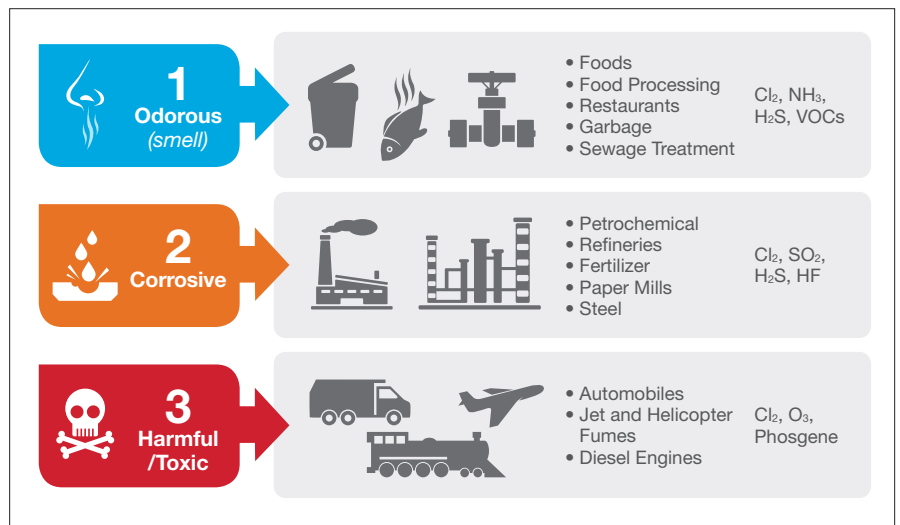 1
Odorous
(smell)
• Foods
• Food Processing
• Restaurants
• Garbage
• Sewage Treatment
Cl₂, NH₃,
H₂S, VOCs
2
Corrosive
• Petrochemical
• Refineries
• Fertilizer
• Paper Mills
• Steel
Cl₂, SO₂,
H₂S, HF
3
Harmful
/Toxic
• Automobiles
• Jet and Helicopter
Fumes
• Diesel Engines
Cl₂, O₃,
Phosgene